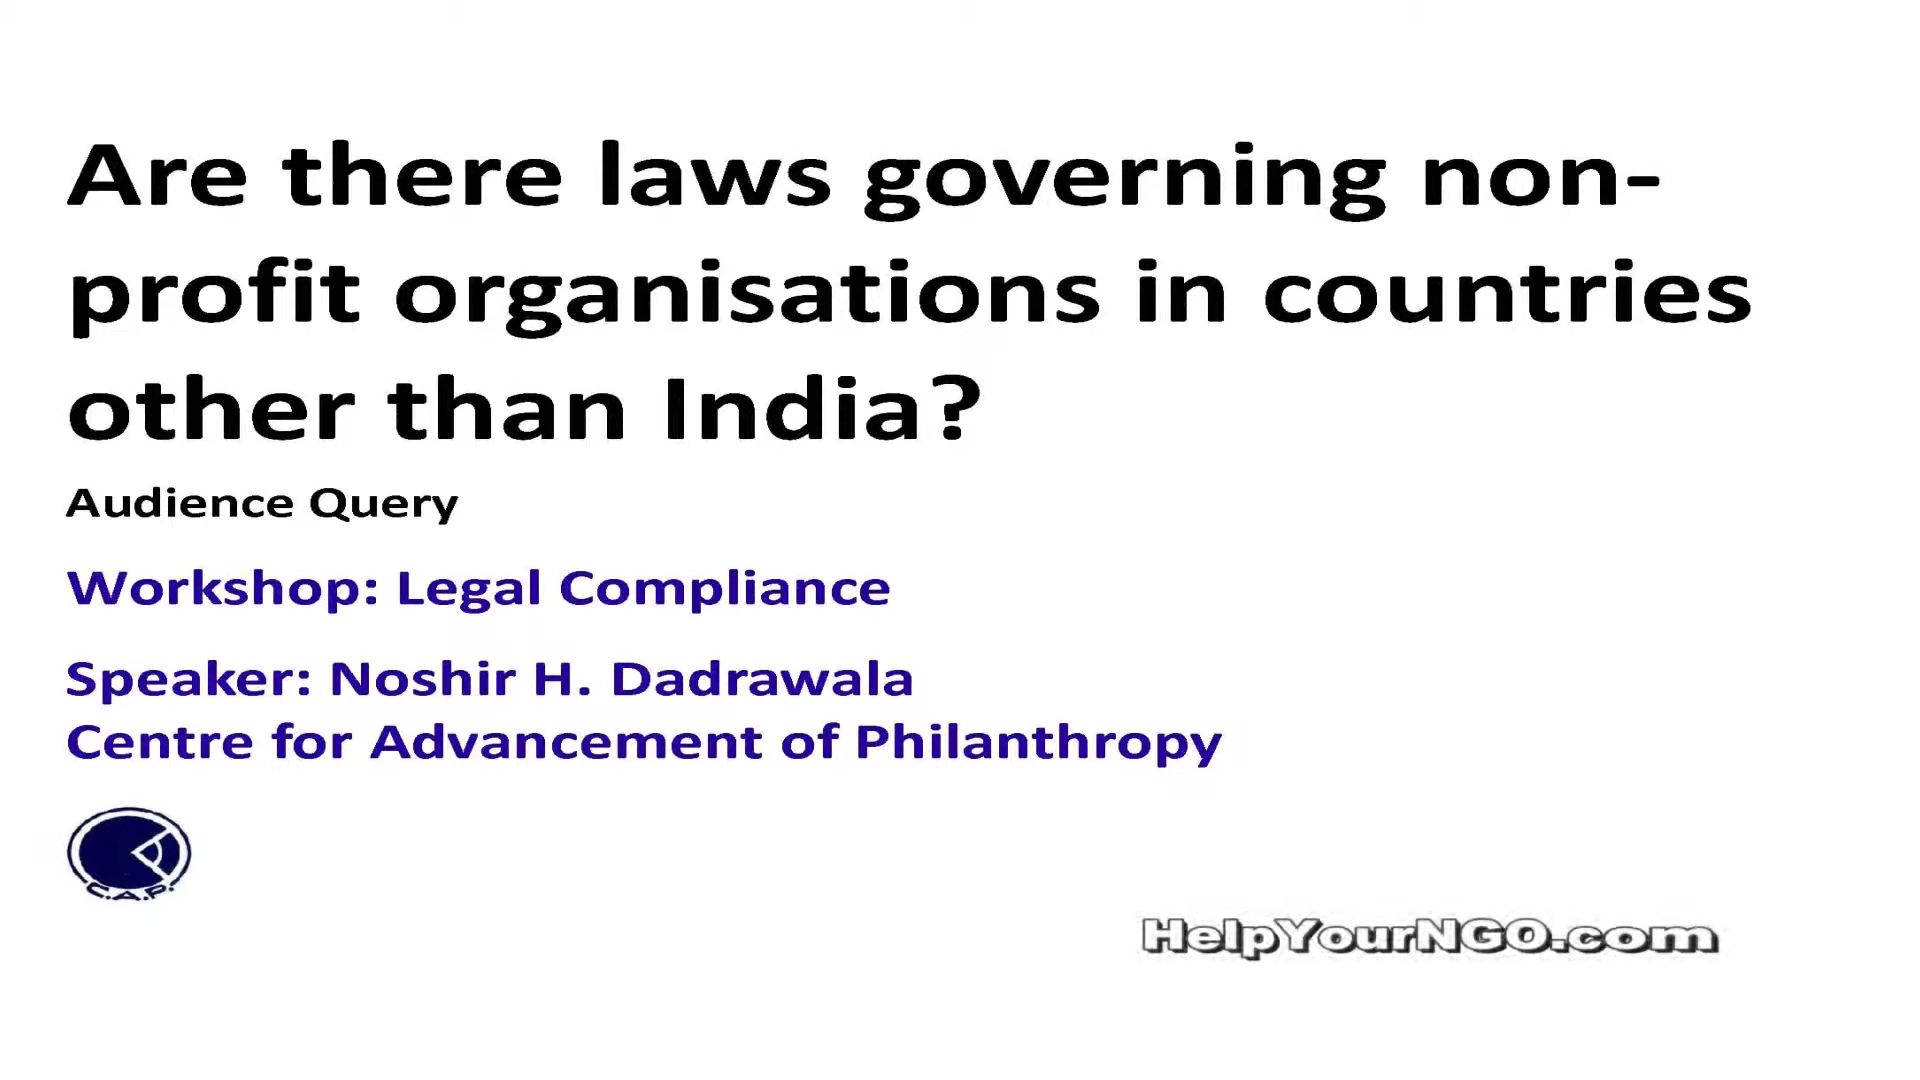 Are there laws governing non-
profit organisations in countries
other than India?
Audience Query
Workshop: Legal Compliance
Speaker: Noshir H. Dadrawala
Centre for Advancement of Philanthropy
C.A.P.
HelpYourNGO.com